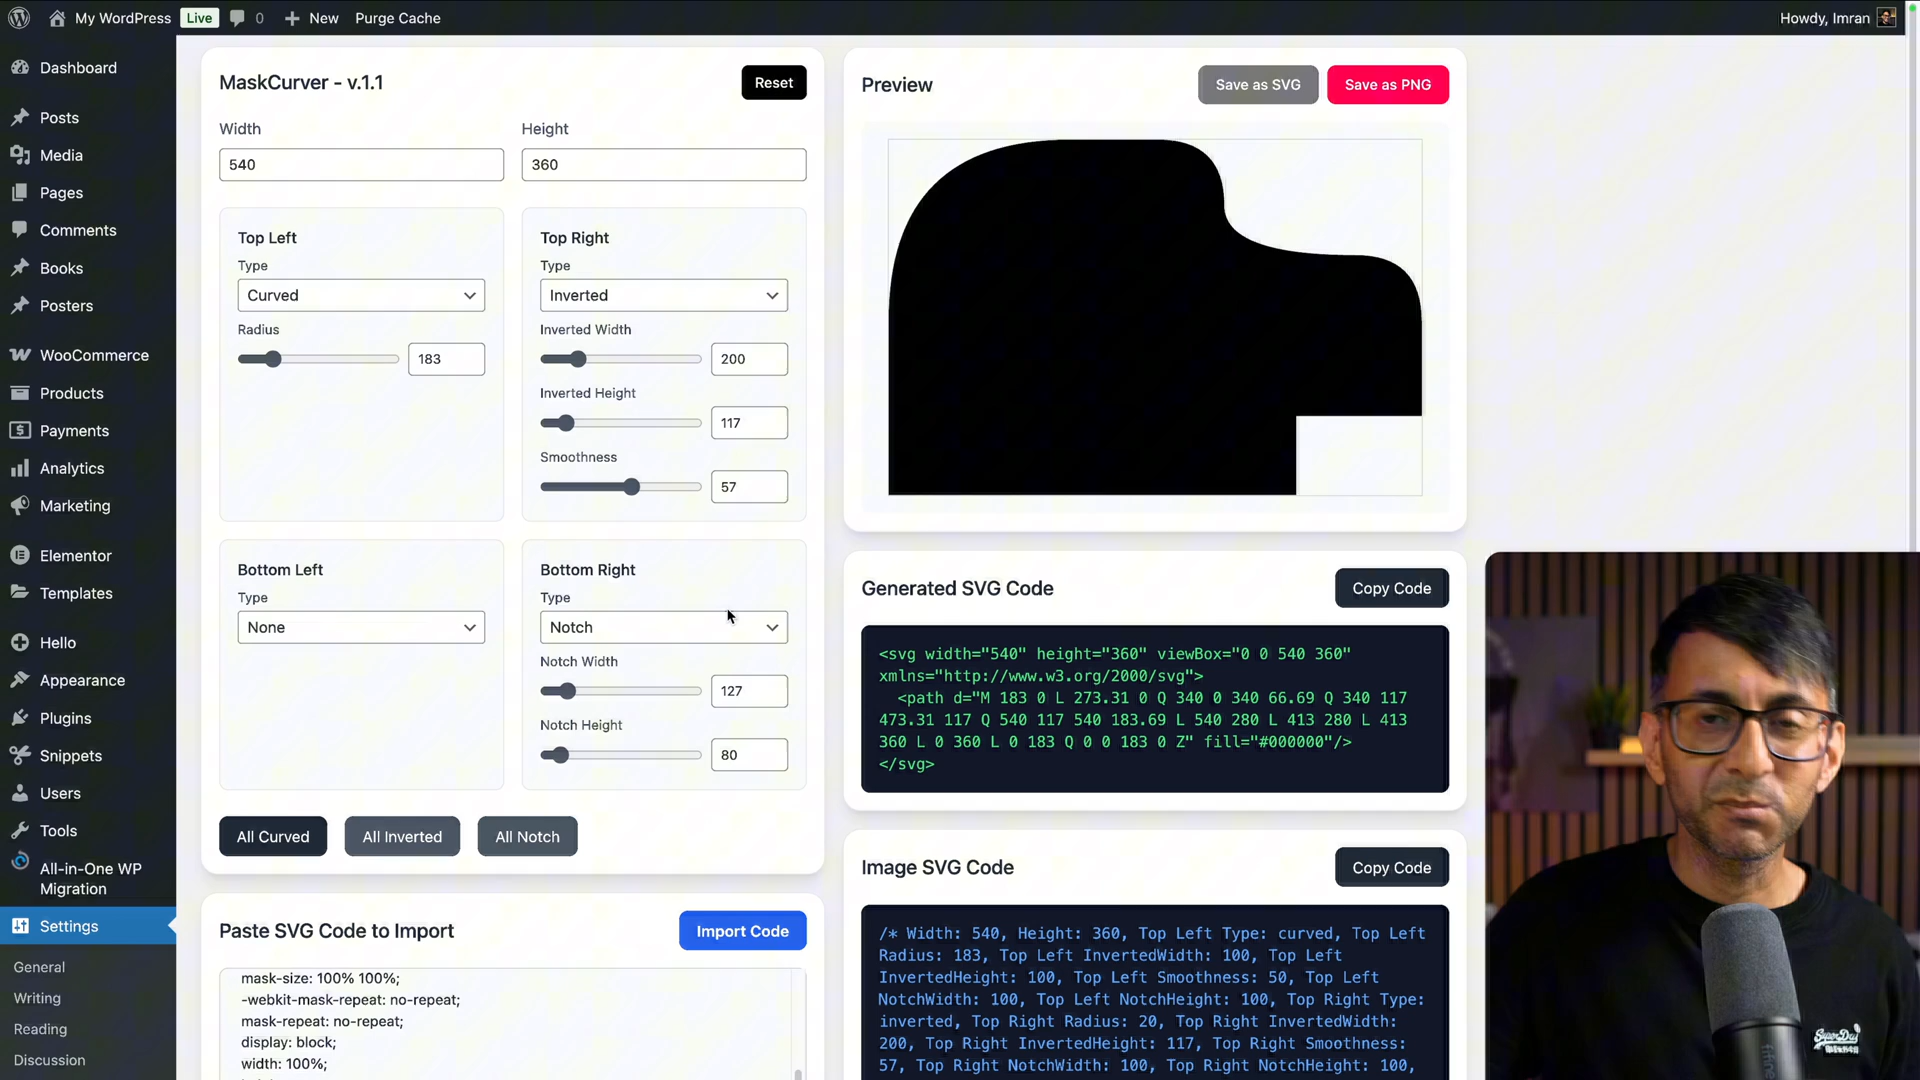 My WordPress
Live
0
New
Purge Cache
Howdy, Imran
Dashboard
Posts
Media
Pages
Comments
Books
Posters
WooCommerce
Products
Payments
Analytics
Marketing
Elementor
Templates
Hello
Appearance
Plugins
Snippets
Users
Tools
All-in-One WP
Migration
Settings
General
Writing
Reading
Discussion
MaskCurver - v.1.1
Reset
Width
Height
540
360
Top Left
Type
Curved
Radius
183
Top Right
Type
Inverted
Inverted Width
200
Inverted Height
117
Smoothness
57
Bottom Left
Type
None
Bottom Right
Type
Notch
Notch Width
127
Notch Height
80
All Curved
All Inverted
All Notch
Paste SVG Code to Import
Import Code
mask-size: 100% 100%;
-webkit-mask-repeat: no-repeat;
mask-repeat: no-repeat;
display: block;
width: 100%;
Preview
Save as SVG
Save as PNG
Generated SVG Code
Copy Code
<svg width="540" height="360" viewBox="0 0 540 360"
xmlns="http://www.w3.org/2000/svg">
<path d="M 183 0 L 273.31 0 Q 340 0 340 66.69 Q 340 117
473.31 117 Q 540 117 540 183.69 L 540 280 L 413 280 L 413
360 L 0 360 L 0 183 Q 0 0 183 0 Z" fill="#000000"/>
</svg>
Image SVG Code
Copy Code
/* Width: 540, Height: 360, Top Left Type: curved, Top Left
Radius: 183, Top Left InvertedWidth: 100, Top Left
InvertedHeight: 100, Top Left Smoothness: 50, Top Left
NotchWidth: 100, Top Left NotchHeight: 100, Top Right Type:
inverted, Top Right Radius: 20, Top Right InvertedWidth:
200, Top Right InvertedHeight: 117, Top Right Smoothness:
57, Top Right NotchWidth: 100, Top Right NotchHeight: 100,